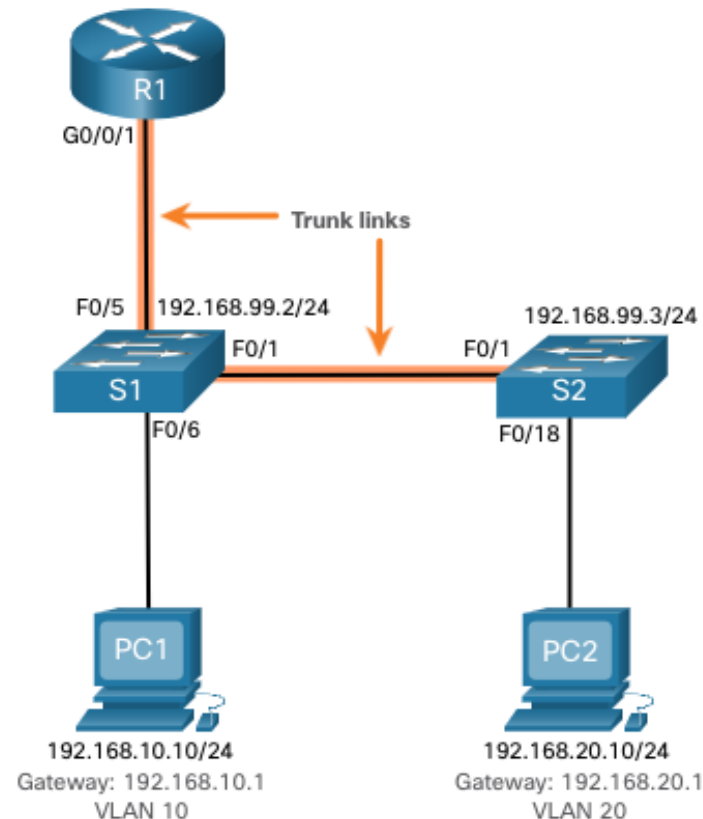 R1
G0/0/1
Trunk links
F0/5 192.168.99.2/24
192.168.99.3/24
F0/1
F0/1
S1
S2
F0/6
F0/18
PC1
PC2
192.168.10.10/24
Gateway: 192.168.10.1
VLAN 10
192.168.20.10/24
Gateway: 192.168.20.1
VLAN 20